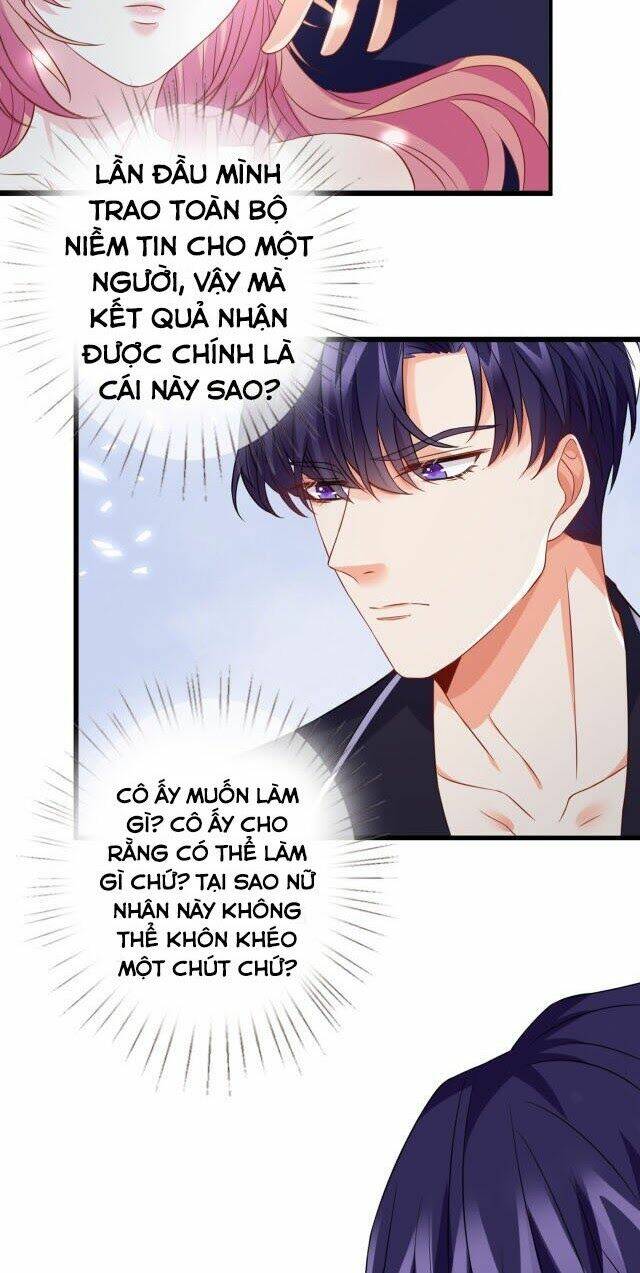 LẦN ĐẦU MÌNH
TRAO TOÀN BỘ
NIỀM TIN CHO MỘT
NGƯỜI, VẬY MÀ
KẾT QUẢ NHẬN
ĐƯỢC CHÍNH LÀ
CÁI NÀY SAO?
CÔ ẤY MUỐN LÀM
GÌ? CÔ ẤY CHO
RẰNG CÓ THỂ LÀM
GÌ CHỨ? TẠI SAO NỮ
NHÂN NÀY KHÔNG
THỂ KHÔN KHÉO
MỘT CHÚT CHỨ?